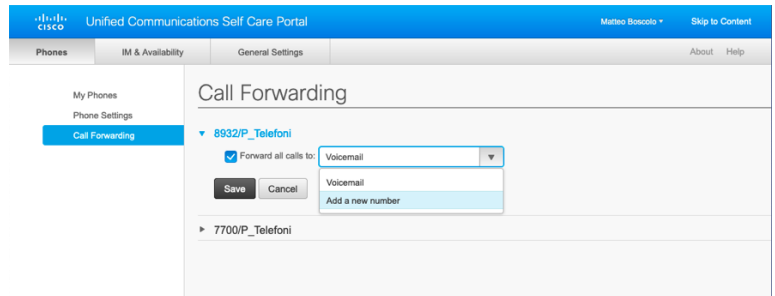 cisco Unified Communications Self Care Portal Matteo Boscolo Skip to Content
Phones IM & Availability General Settings About Help
My Phones
Phone Settings
Call Forwarding
Call Forwarding
8932/P_Telefoni
Forward all calls to: Voicemail
Voicemail
Add a new number
Save Cancel
7700/P_Telefoni